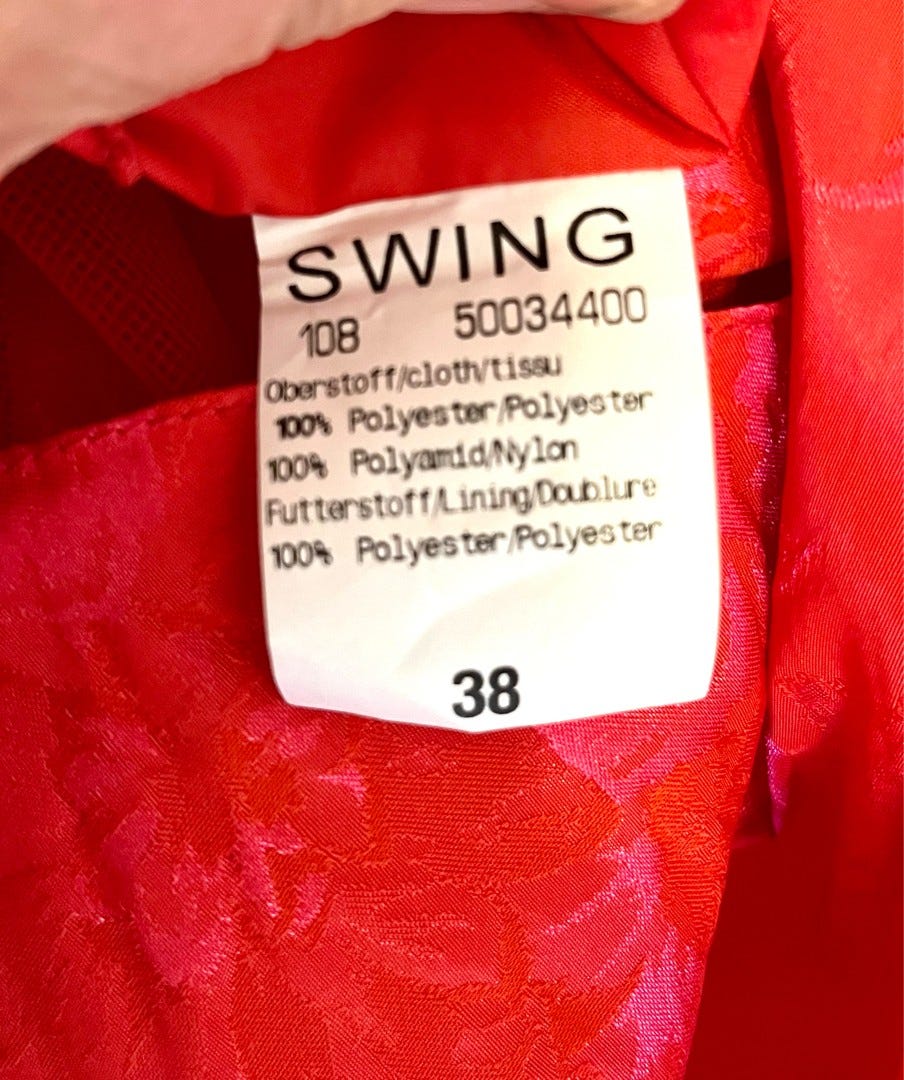 SWING
108 50034400
Oberstoff/cloth/tissu
100% Polyester/Polyester
100% Polyamid/Nylon
Futterstoff/Lining/Doublure
100% Polyester/Polyester
38